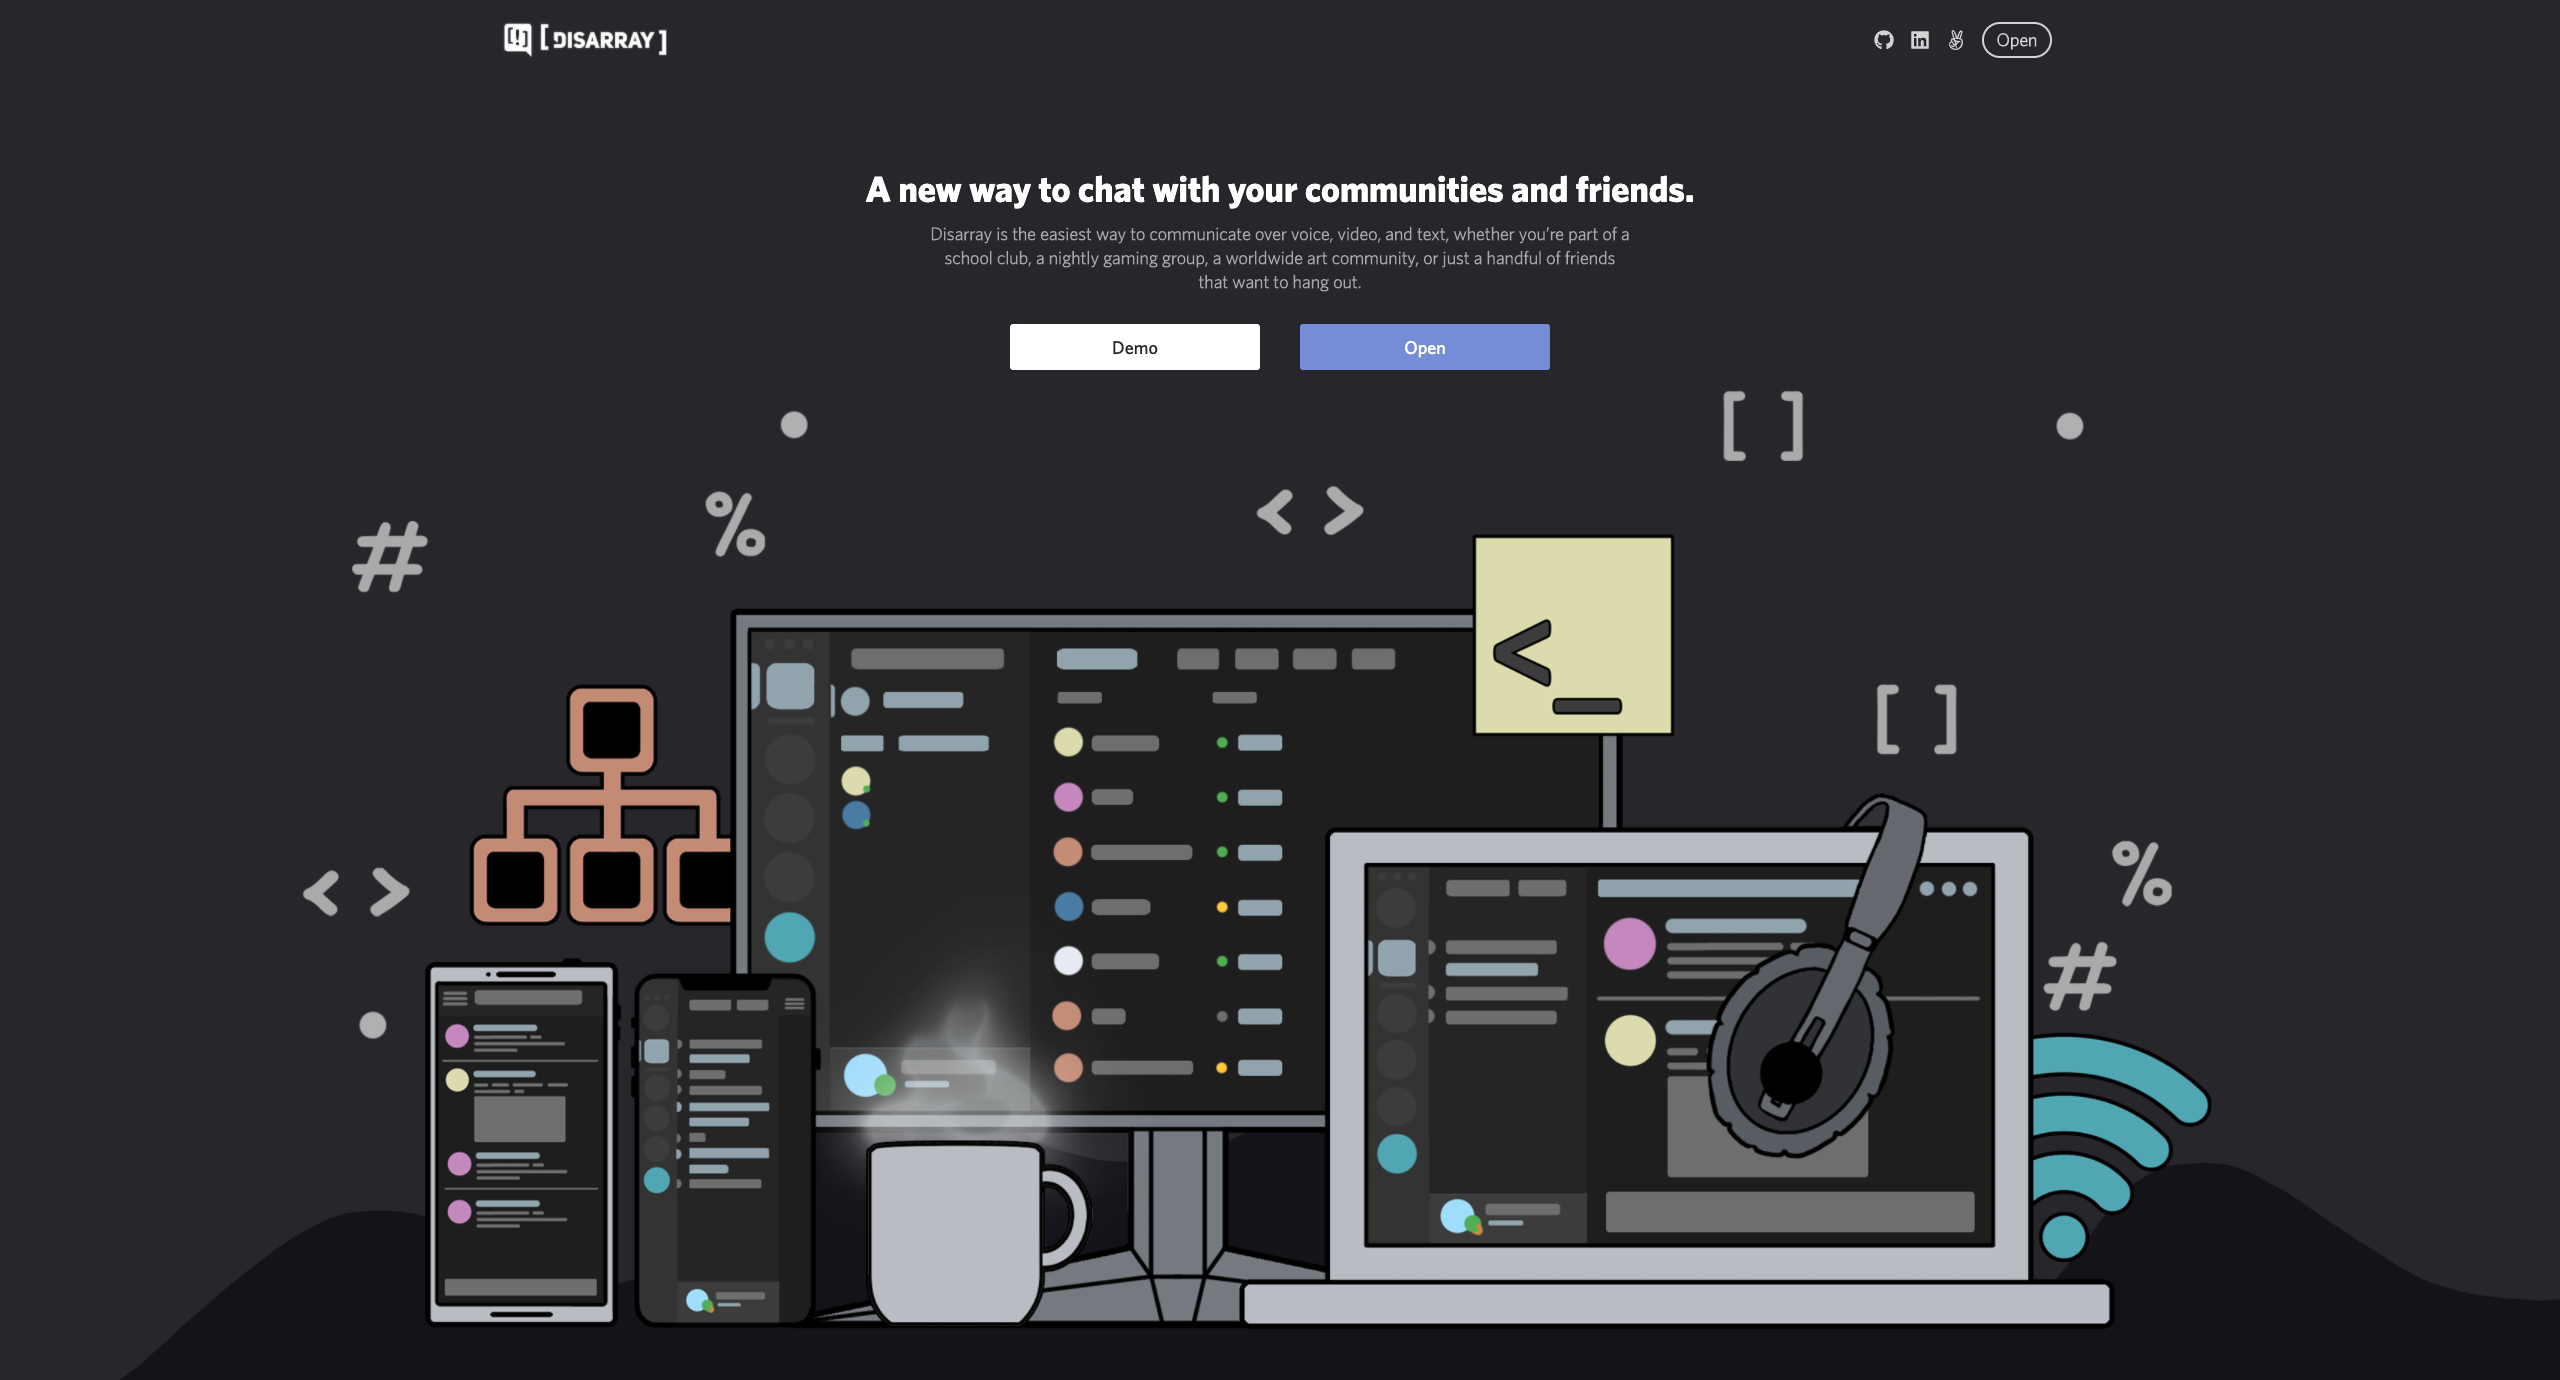 [!] [DISARRAY]
Open
A new way to chat with your communities and friends.
Disarray is the easiest way to communicate over voice, video, and text, whether you're part of a
school club, a nightly gaming group, a worldwide art community, or just a handful of friends
that want to hang out.
Demo
Open
[ ]
< >
%
#
<_
[ ]
%
< >
#